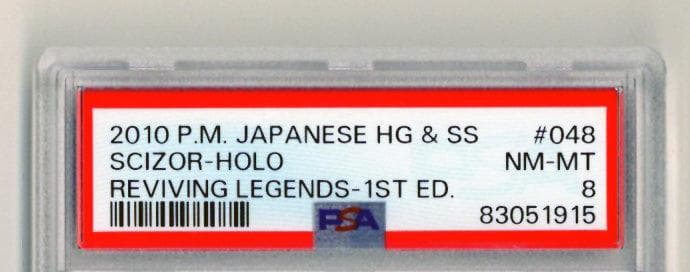 2010 P.M. JAPANESE HG & SS #048
SCIZOR-HOLO NM-MT
REVIVING LEGENDS-1ST ED. 8
PSA 83051915